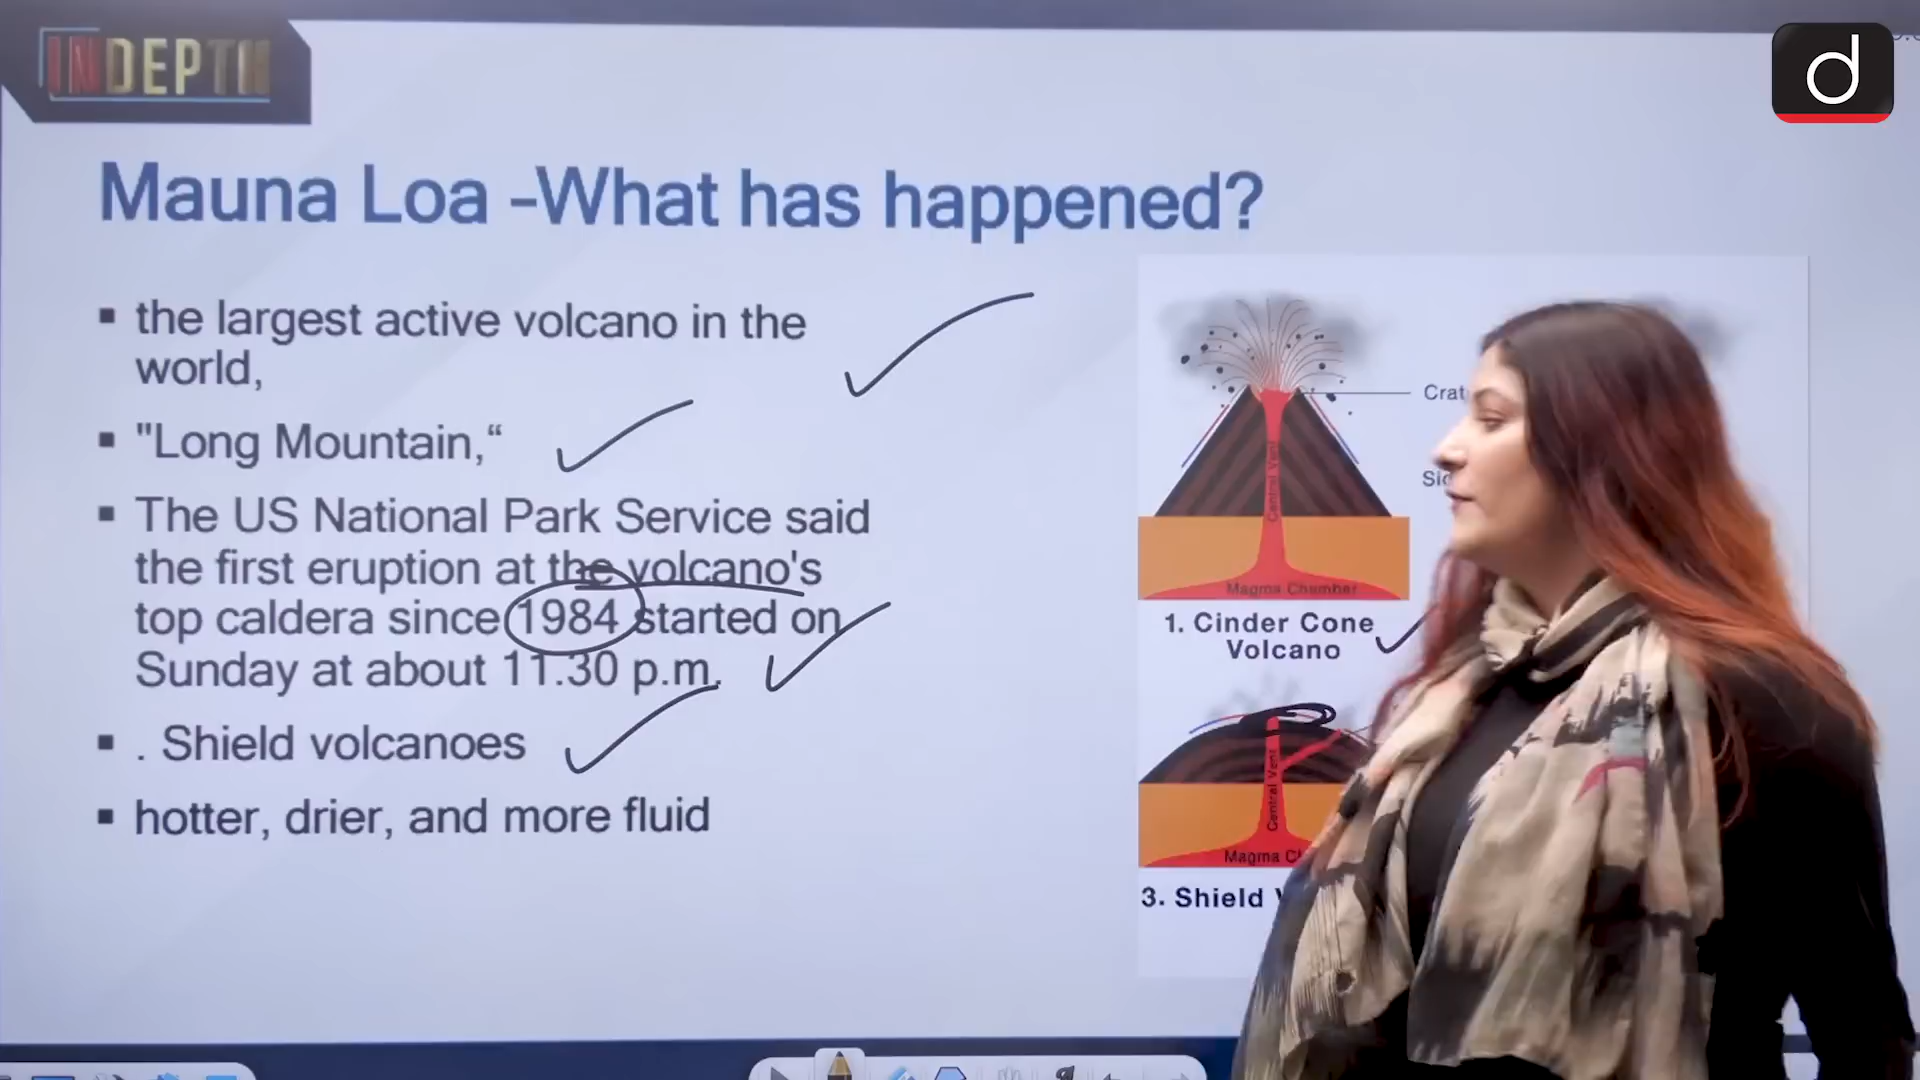 INDEPTH
d
Mauna Loa -What has happened?
▪ the largest active volcano in the
world,
▪ "Long Mountain,“
▪ The US National Park Service said
the first eruption at the volcano's
top caldera since 1984 started on
Sunday at about 11.30 p.m.
▪ . Shield volcanoes
▪ hotter, drier, and more fluid
Crat
Central Vent
Magma Chamber
1. Cinder Cone
Volcano
Central Vent
Magma
3. Shield